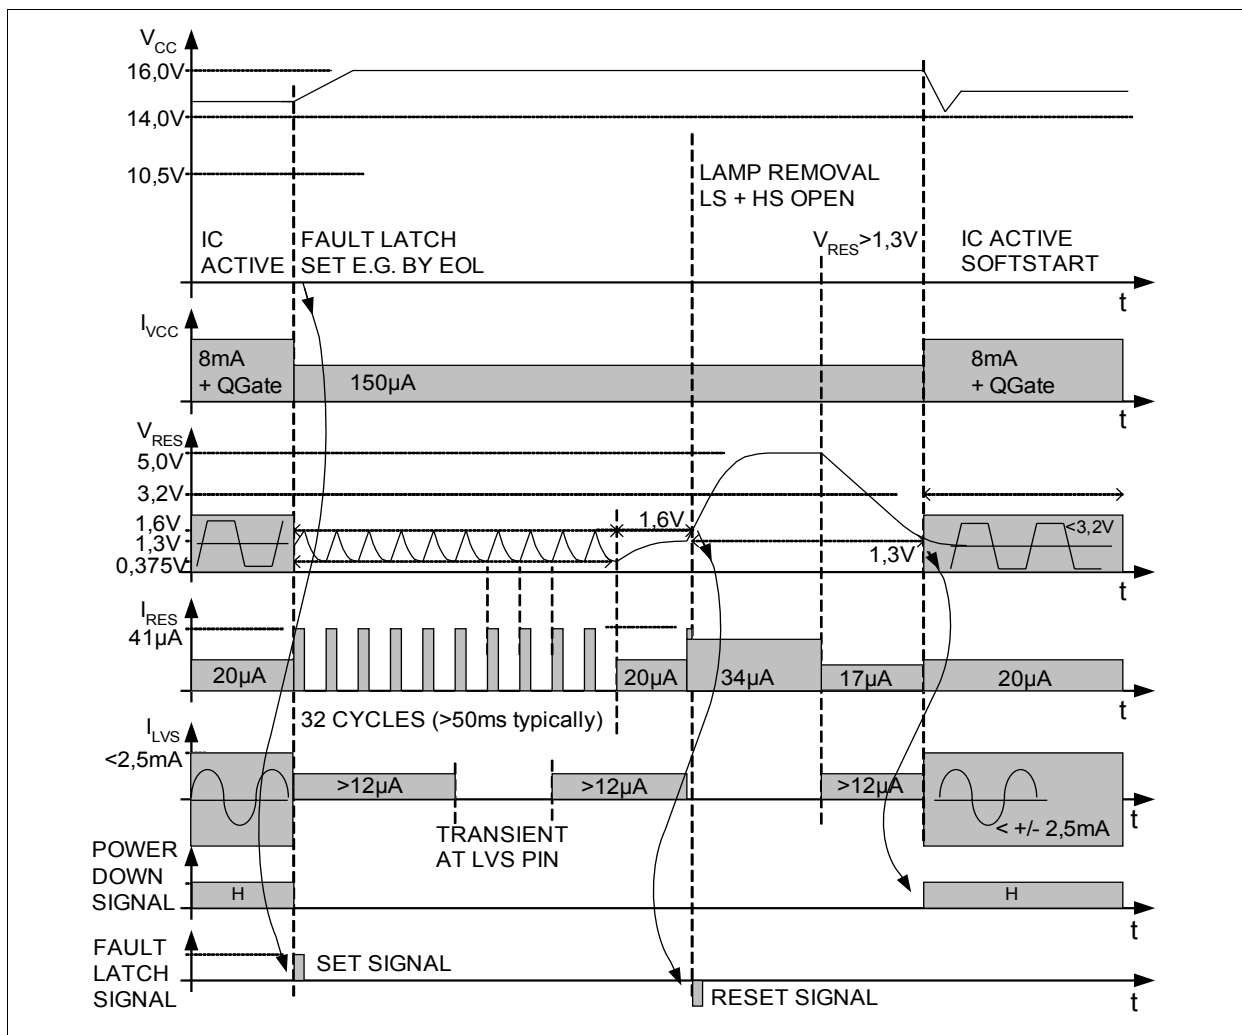 VCC
16,0V
14,0V
10,5V
LAMP REMOVAL
LS + HS OPEN
IC
ACTIVE
FAULT LATCH
SET E.G. BY EOL
VRES>1,3V
IC ACTIVE
SOFTSTART
t
IVCC
8mA
+ QGate
150µA
8mA
+ QGate
t
VRES
5,0V
3,2V
1,6V
1,3V
0,375V
1,6V
1,3V
<3,2V
t
IRES
41µA
20µA
20µA
34µA
17µA
20µA
t
32 CYCLES (>50ms typically)
ILVS
<2,5mA
>12µA
>12µA
>12µA
< +/- 2,5mA
TRANSIENT
AT LVS PIN
t
POWER
DOWN
SIGNAL
H
H
t
FAULT
LATCH
SIGNAL
SET SIGNAL
RESET SIGNAL
t